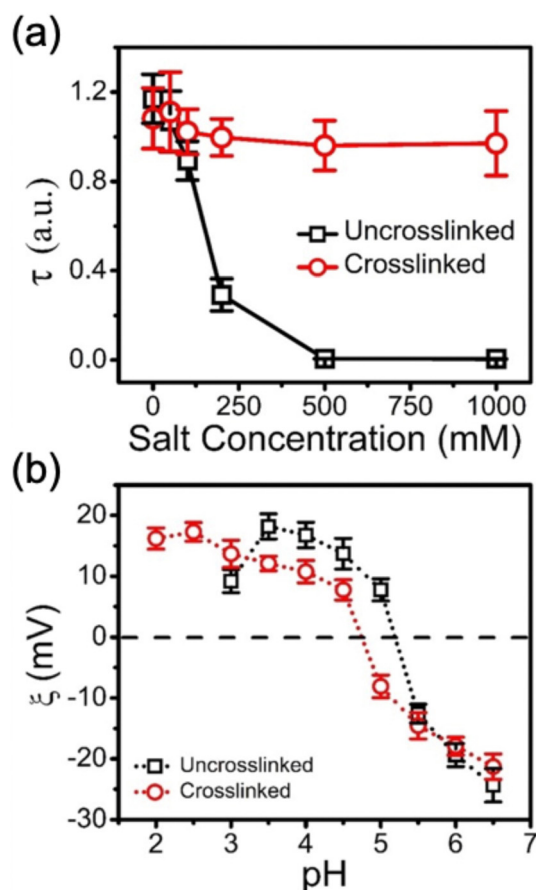 (a)
1.2
0.8
0.4
0.0
τ (a.u.)
Uncrosslinked
Crosslinked
0 250 500 750 1000
Salt Concentration (mM)
(b)
20
10
0
-10
-20
-30
ξ (mV)
Uncrosslinked
Crosslinked
2 3 4 5 6 7
pH